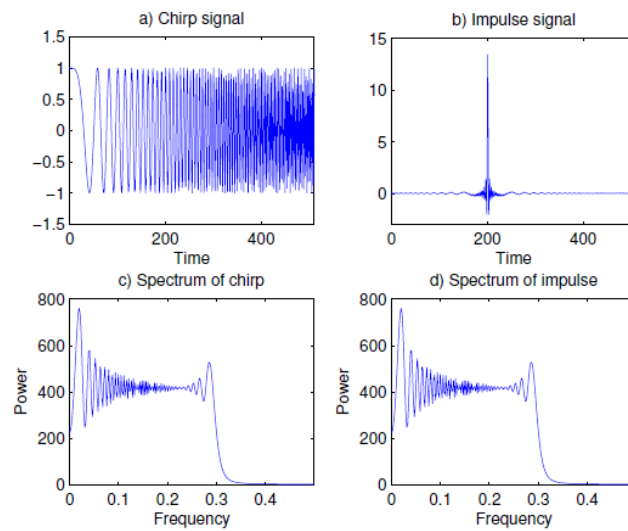 a) Chirp signal
1.5
1
0.5
0
−0.5
−1
−1.5
0 200 400
Time
b) Impulse signal
15
10
5
0
0 200 400
Time
c) Spectrum of chirp
800
600
400
200
0
Power
0 0.1 0.2 0.3 0.4
Frequency
d) Spectrum of impulse
800
600
400
200
0
Power
0 0.1 0.2 0.3 0.4
Frequency